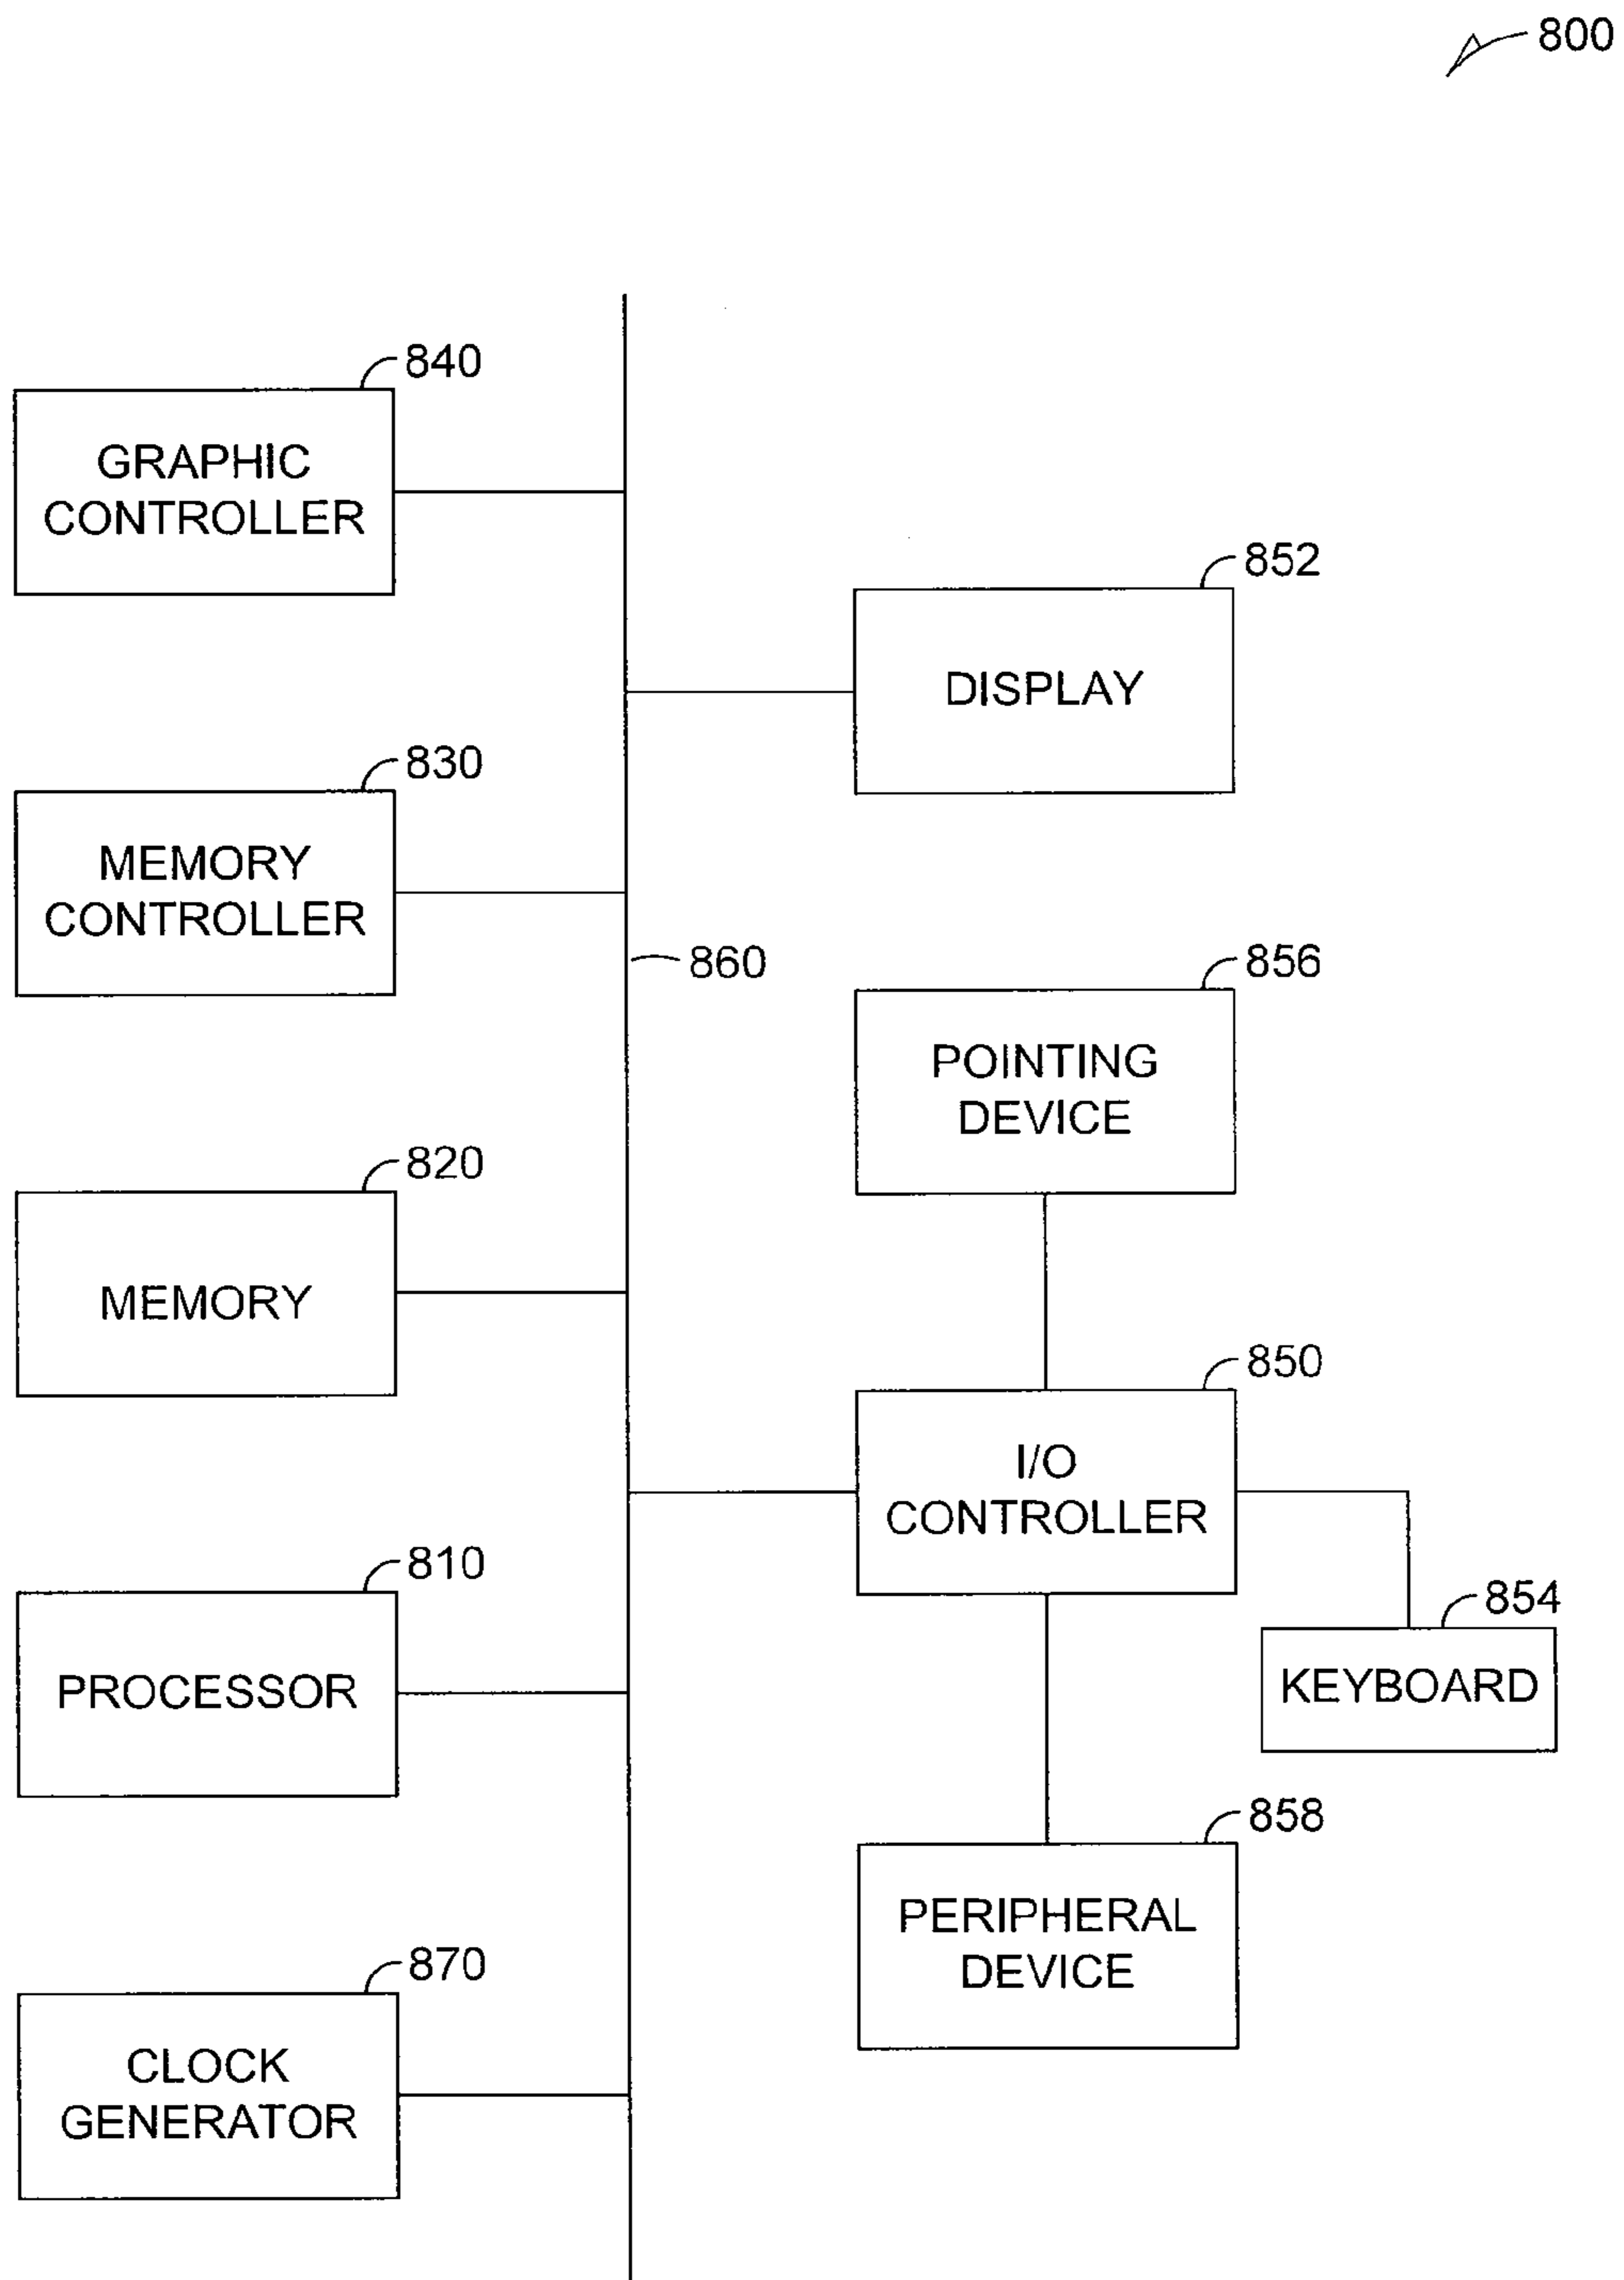 800
840
GRAPHIC
CONTROLLER
852
DISPLAY
830
MEMORY
CONTROLLER
860
856
POINTING
DEVICE
820
MEMORY
850
I/O
CONTROLLER
810
PROCESSOR
854
KEYBOARD
858
PERIPHERAL
DEVICE
870
CLOCK
GENERATOR